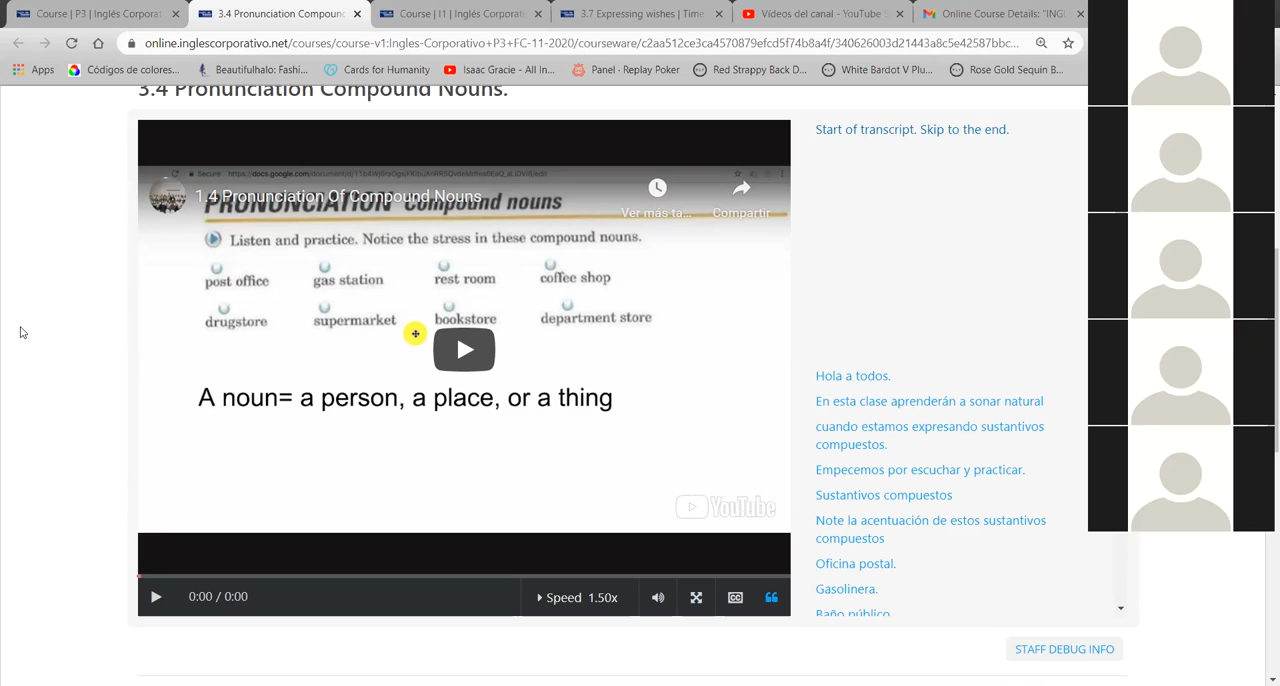 Course | P3 | Inglés Corporat
3.4 Pronunciation Compound
Course | I1 | Inglés Corporati
3.7 Expressing wishes | Time
Vídeos del canal - YouTube S
Online Course Details: "INGL
online.inglescorporativo.net/courses/course-v1:Ingles-Corporativo+P3+FC-11-2020/courseware/c2aa512ce3ca4570879efcd5f74b8a4f/340626003d21443a8c5e42587bbc...
Apps
Códigos de colores...
Beautifulhalo: Fashi...
Cards for Humanity
Isaac Gracie - All In...
Panel · Replay Poker
Red Strappy Back D...
White Bardot V Plu...
Rose Gold Sequin B...
3.4 Pronunciation Compound Nouns.
1.4 Pronunciation Of Compound Nouns
Ver más ta...
Compartir
PRONUNCIATION Compound nouns
Listen and practice. Notice the stress in these compound nouns.
post office gas station rest room coffee shop
drugstore supermarket bookstore department store
A noun= a person, a place, or a thing
YouTube
0:00 / 0:00
Speed 1.50x
CC
Start of transcript. Skip to the end.
Hola a todos.
En esta clase aprenderán a sonar natural
cuando estamos expresando sustantivos
compuestos.
Empecemos por escuchar y practicar.
Sustantivos compuestos
Note la acentuación de estos sustantivos
compuestos
Oficina postal.
Gasolinera.
Baño público
STAFF DEBUG INFO